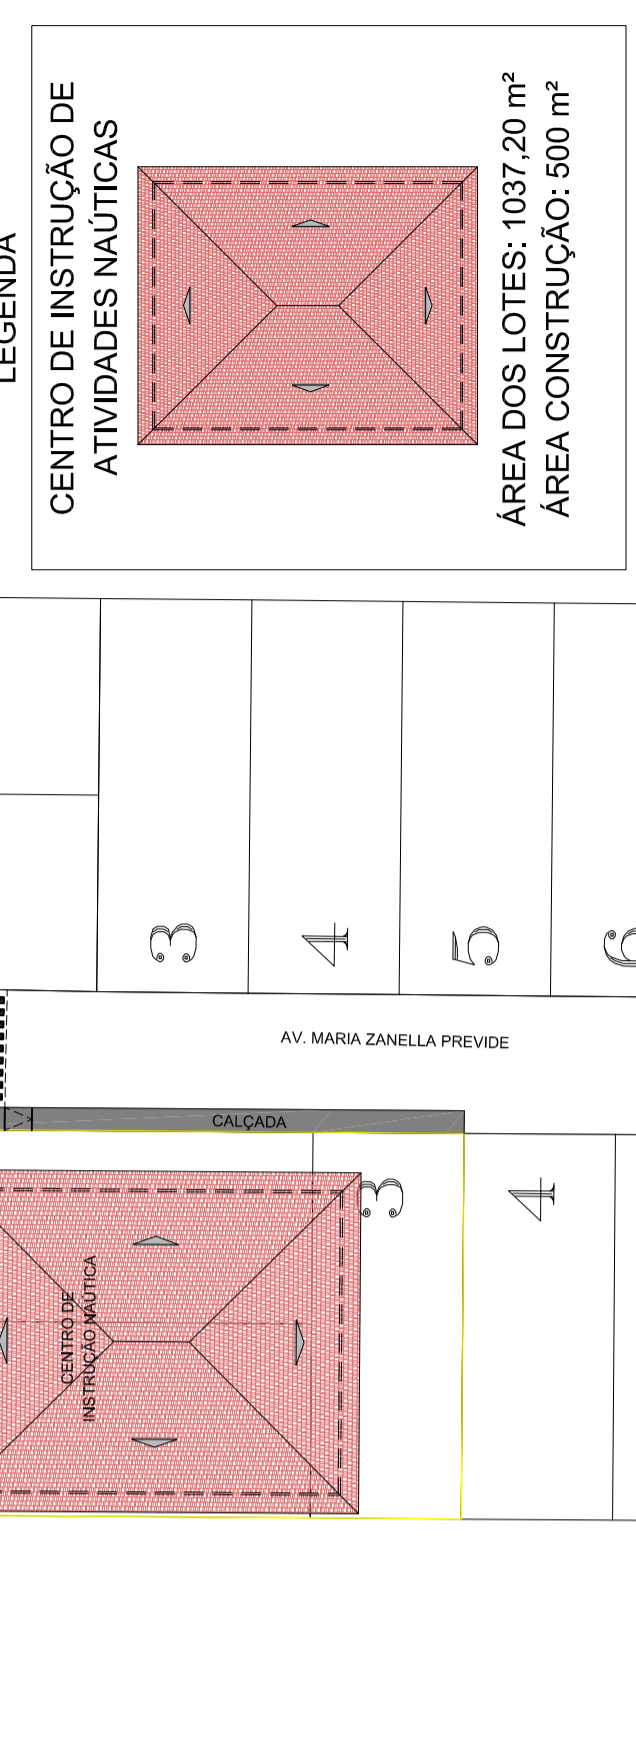 LEGENDA
CENTRO DE INSTRUÇÃO DE
ATIVIDADES NAÚTICAS
ÁREA DOS LOTES: 1037,20 m²
ÁREA CONSTRUÇÃO: 500 m²
3
4
5
6
AV. MARIA ZANELLA PREVIDE
CALÇADA
3
4
CENTRO DE
INSTRUÇÃO NAÚTICA